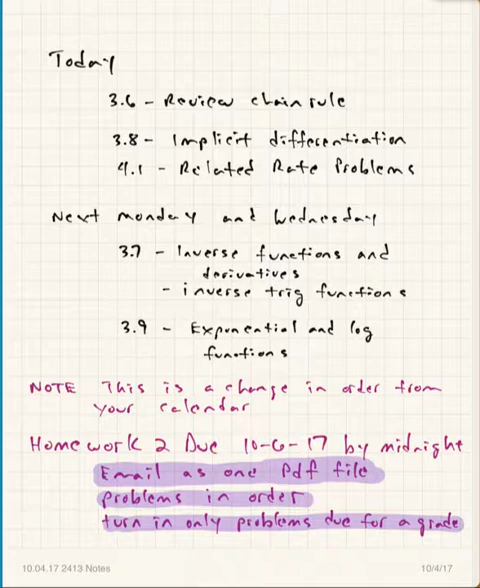 Today
3.6 - Review chain rule
3.8 - Implicit differentiation
4.1 - Related Rate Problems
Next Monday and Wednesday
3.7 - Inverse functions and
derivatives
- inverse trig functions
3.9 - Exponential and log
functions
NOTE This is a change in order from
your calendar
Homework 2 Due 10-6-17 by midnight
Email as one Pdf file
problems in order
turn in only problems due for a grade
10.04.17 2413 Notes
10/4/17